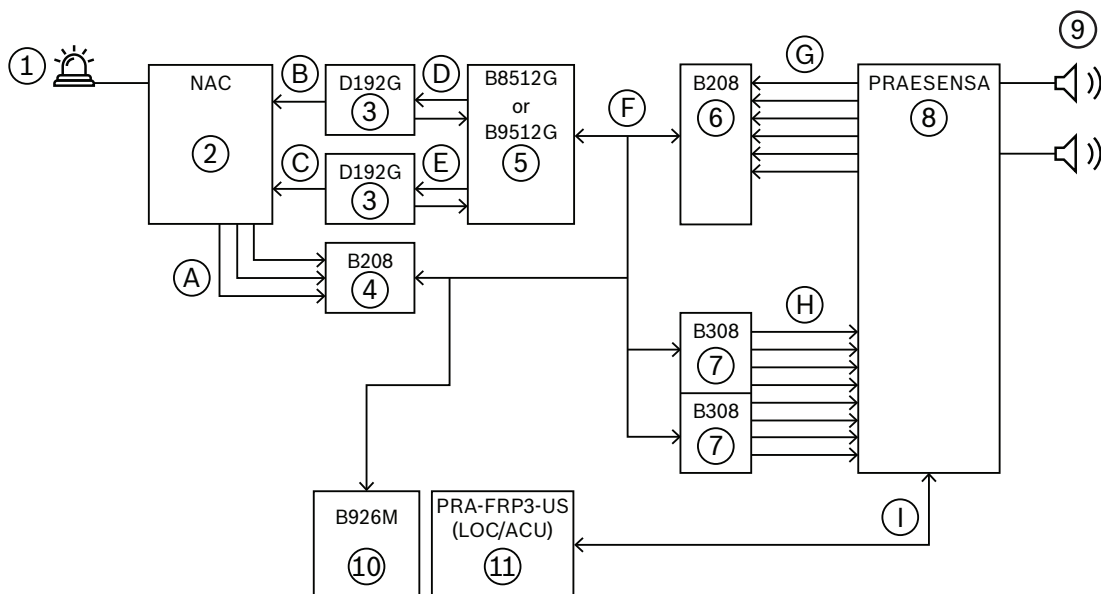 1
NAC
2
A
B
D192G
3
C
D192G
3
B208
4
D
E
B8512G
or
B9512G
5
F
B208
6
G
PRAESENSA
8
9
H
B308
7
B308
7
I
B926M
10
PRA-FRP3-US
(LOC/ACU)
11